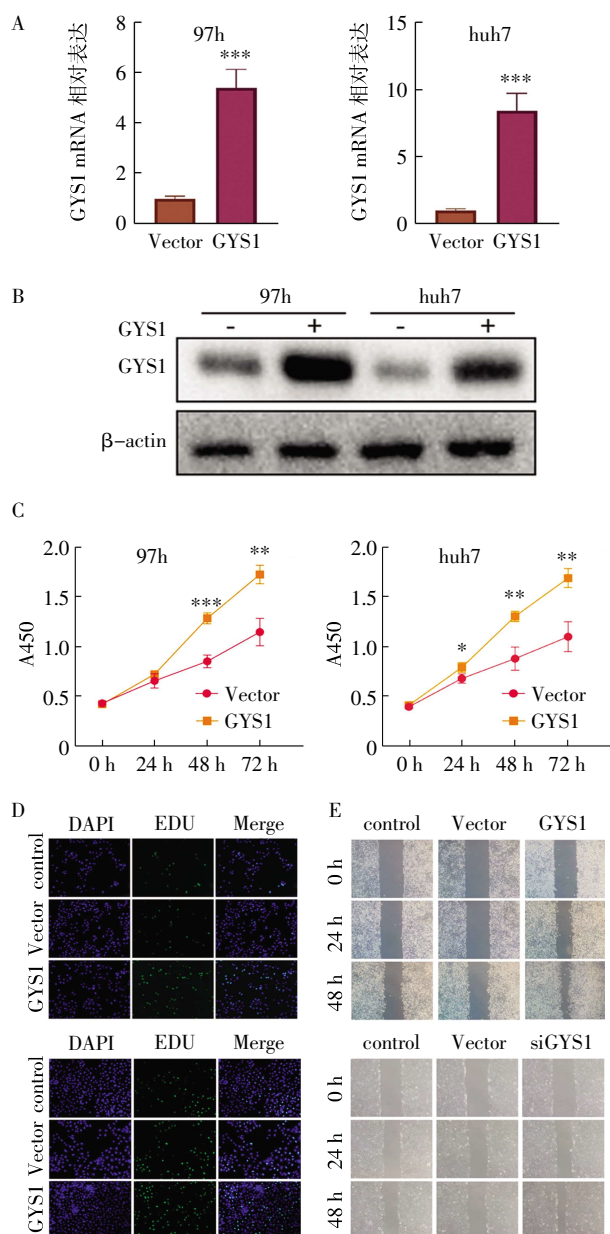 A
97h
***
GYS1 mRNA 相对表达
8
6
4
2
0
Vector GYS1
huh7
***
GYS1 mRNA 相对表达
15
10
5
0
Vector GYS1
B
97h huh7
GYS1 - + - +
GYS1
β-actin
C
97h
A450
2.0
1.5
1.0
0.5
0
***
**
Vector
GYS1
0 h 24 h 48 h 72 h
huh7
A450
2.0
1.5
1.0
0.5
0
*
**
**
Vector
GYS1
0 h 24 h 48 h 72 h
D
DAPI EDU Merge
control
Vector
GYS1
DAPI EDU Merge
control
Vector
GYS1
E
control Vector GYS1
0 h
24 h
48 h
control Vector siGYS1
0 h
24 h
48 h